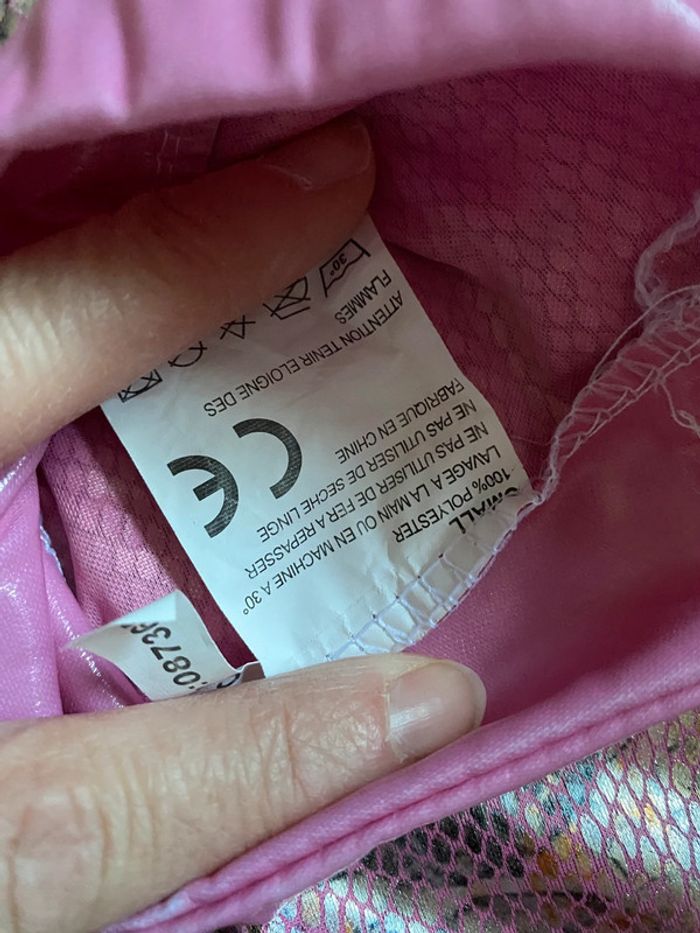 SMALL
100% POLYESTER
LAVAGE A LA MAIN OU EN MACHINE A 30°
NE PAS UTILISER DE FER A REPASSER
NE PAS UTILISER DE SECHE LINGE
FABRIQUE EN CHINE
CE
ATTENTION TENIR ELOIGNE DES
FLAMMES
30°
:08736